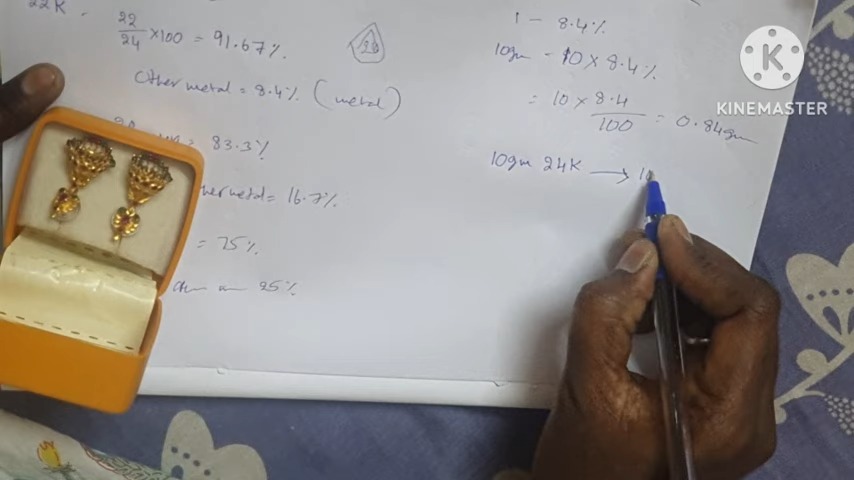 22K -
22/24 × 100 = 91.67%
Other metal = 8.4% (metal)
= 83.3%
metal = 16.7%
= 75%
25%
1 - 8.4%
10gm - 10 × 8.4%
= 10 × 8.4/100 = 0.84gm
10gm 24K → 10
K
KINEMASTER